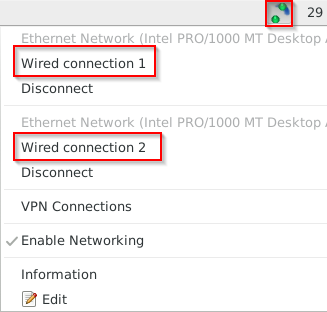 29
Ethernet Network (Intel PRO/1000 MT Desktop
Wired connection 1
Disconnect
Ethernet Network (Intel PRO/1000 MT Desktop
Wired connection 2
Disconnect
VPN Connections
Enable Networking
Information
Edit